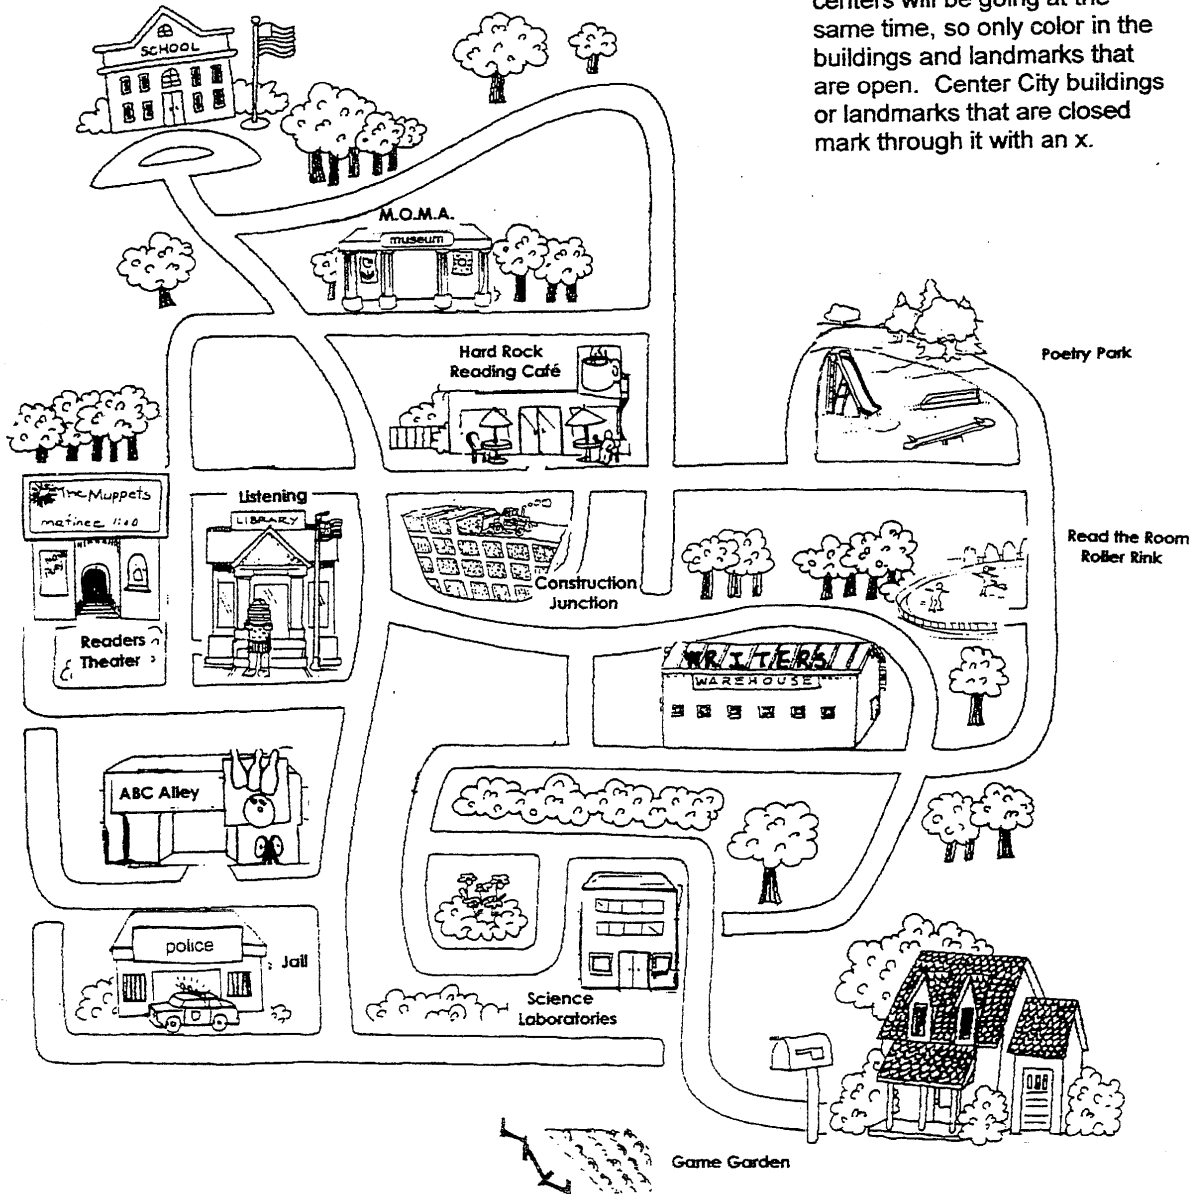 centers will be going at the
same time, so only color in the
buildings and landmarks that
are open. Center City buildings
or landmarks that are closed
mark through it with an x.
SCHOOL
M.O.M.A.
museum
Hard Rock
Reading Café
Poetry Park
The Muppets
matinee 1:00
Listening
LIBRARY
Read the Room
Roller Rink
Construction
Junction
Readers
Theater
WRITERS
WAREHOUSE
ABC Alley
police
Jail
Science
Laboratories
Game Garden